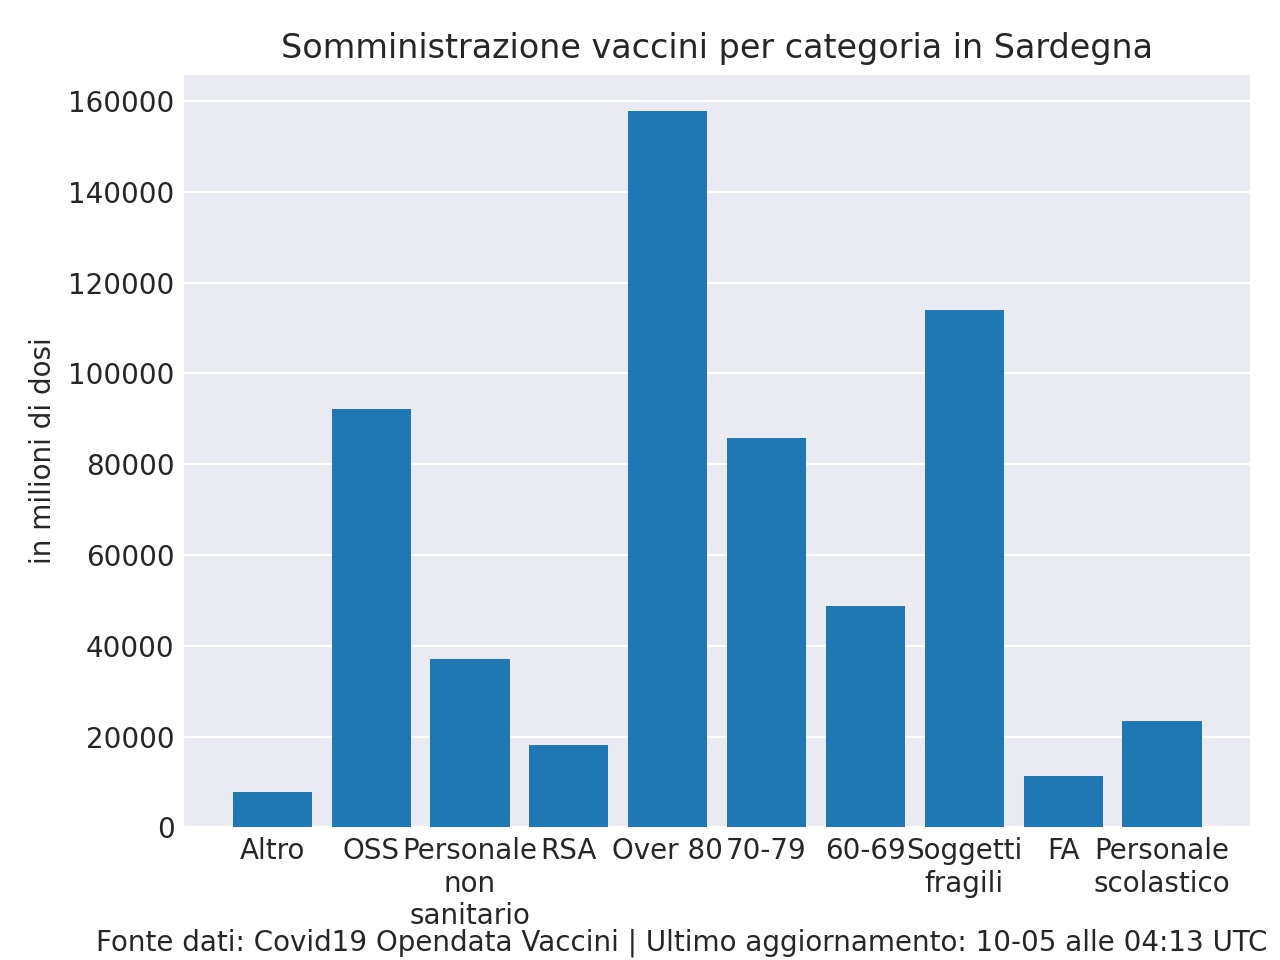 Somministrazione vaccini per categoria in Sardegna
160000
140000
120000
100000
80000
60000
40000
20000
0
in milioni di dosi
Altro
OSS
Personale
non
sanitario
RSA
Over 80
70-79
60-69
Soggetti
fragili
FA
Personale
scolastico
Fonte dati: Covid19 Opendata Vaccini | Ultimo aggiornamento: 10-05 alle 04:13 UTC